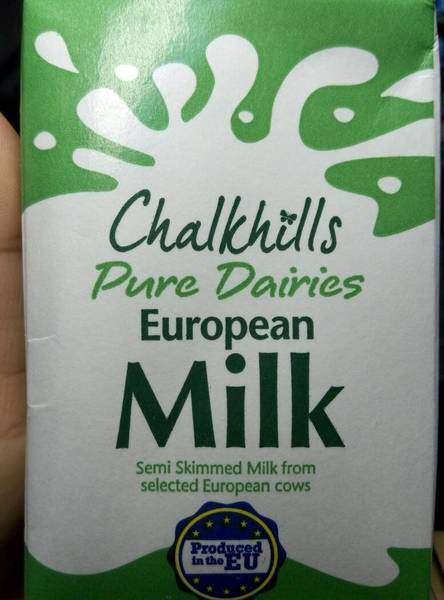 Chalkhills
Pure Dairies
European
Milk
Semi Skimmed Milk from
selected European cows
Produced
in the EU